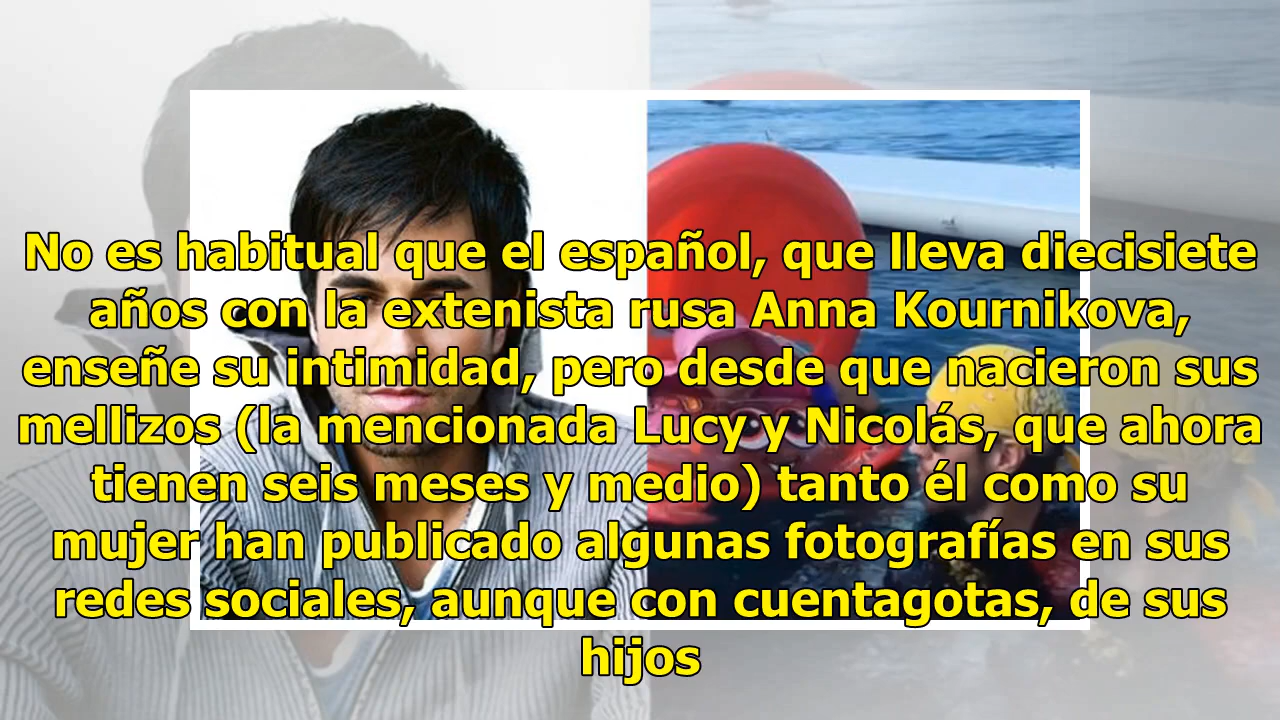 No es habitual que el español, que lleva diecisiete
años con la extenista rusa Anna Kournikova,
enseñe su intimidad, pero desde que nacieron sus
mellizos (la mencionada Lucy y Nicolás, que ahora
tienen seis meses y medio) tanto él como su
mujer han publicado algunas fotografías en sus
redes sociales, aunque con cuentagotas, de sus
hijos